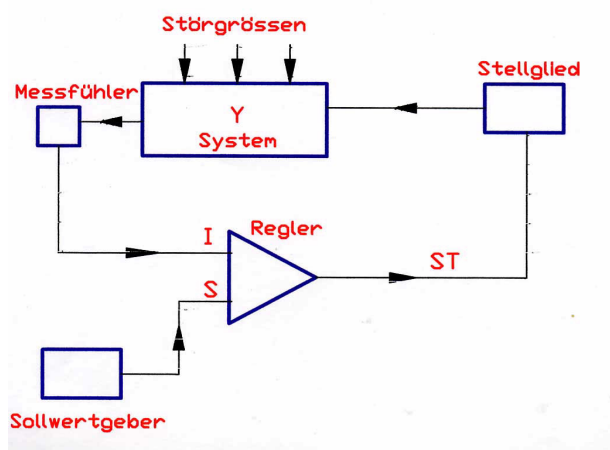 Störgrössen
Stellglied
Messfühler
Y
System
Regler
I
ST
S
Sollwertgeber